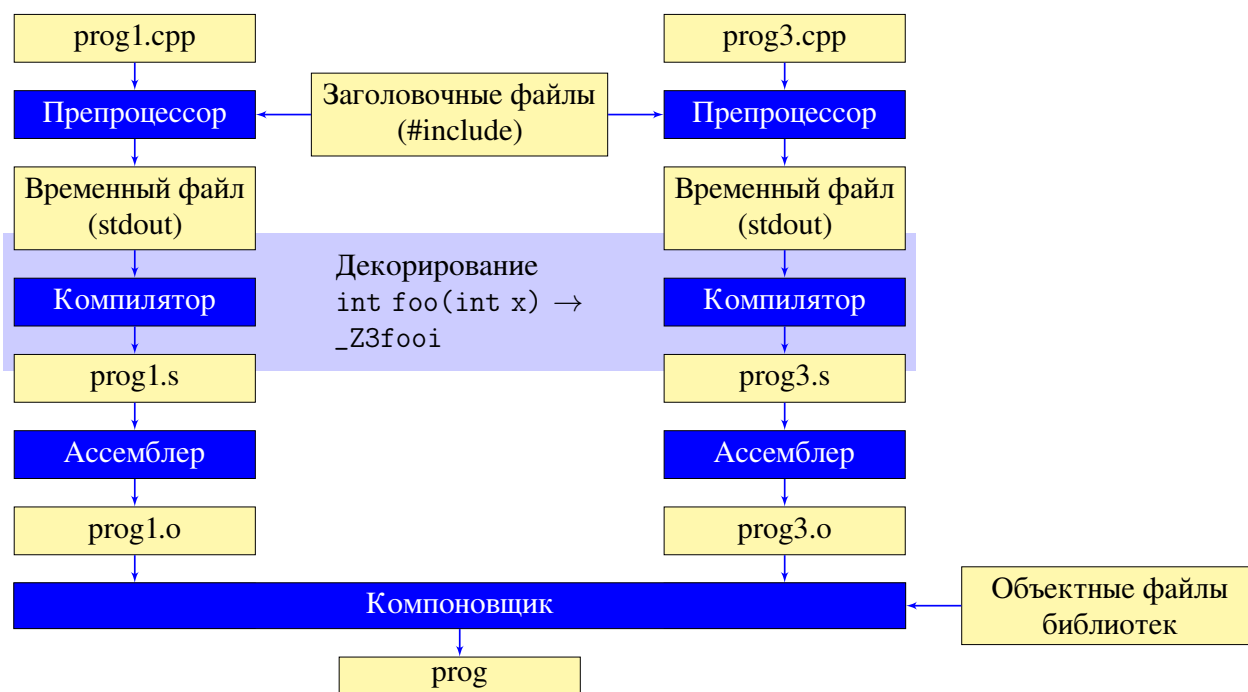 prog1.cpp
prog3.cpp
Препроцессор
Заголовочные файлы
(#include)
Препроцессор
Временный файл
(stdout)
Временный файл
(stdout)
Компилятор
Декорирование
int foo(int x) →
_Z3fooi
Компилятор
prog1.s
prog3.s
Ассемблер
Ассемблер
prog1.o
prog3.o
Компоновщик
Объектные файлы
библиотек
prog